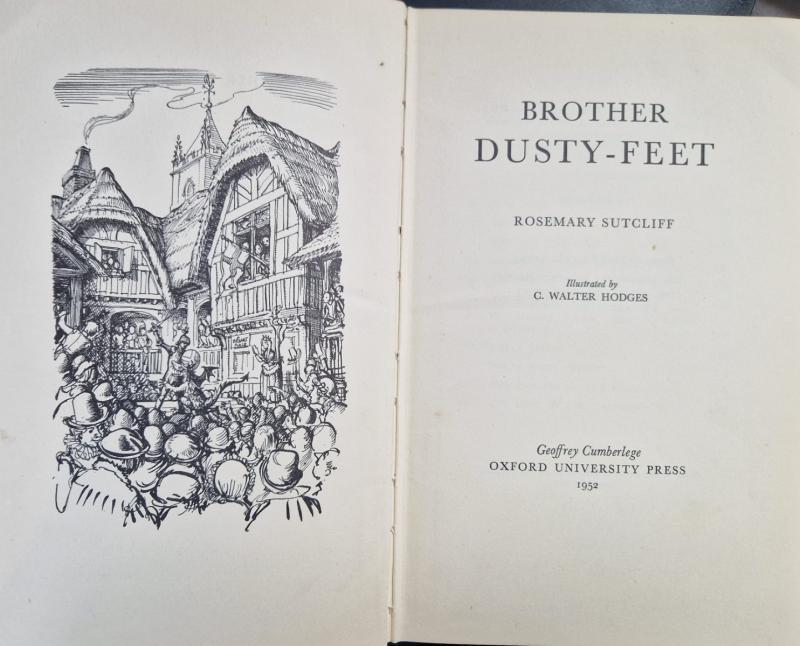 BROTHER
DUSTY-FEET
ROSEMARY SUTCLIFF
Illustrated by
C. WALTER HODGES
Geoffrey Cumberlege
OXFORD UNIVERSITY PRESS
1952